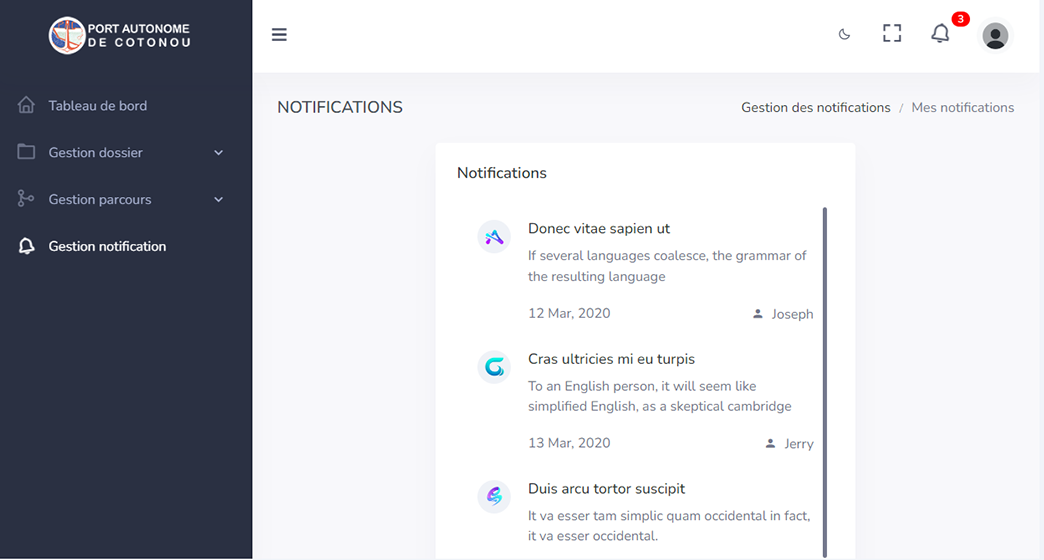 PORT AUTONOME
DE COTONOU
3
Tableau de bord
Gestion dossier
Gestion parcours
Gestion notification
NOTIFICATIONS
Gestion des notifications / Mes notifications
Notifications
Donec vitae sapien ut
If several languages coalesce, the grammar of
the resulting language
12 Mar, 2020 Joseph
Cras ultricies mi eu turpis
To an English person, it will seem like
simplified English, as a skeptical cambridge
13 Mar, 2020 Jerry
Duis arcu tortor suscipit
It va esser tam simplic quam occidental in fact,
it va esser occidental.